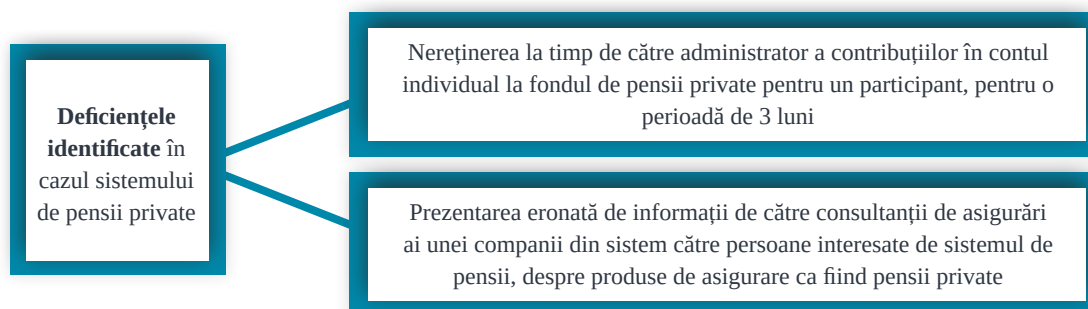 Deficiențele
identificate în
cazul sistemului
de pensii private
Nereținerea la timp de către administrator a contribuțiilor în contul
individual la fondul de pensii private pentru un participant, pentru o
perioadă de 3 luni
Prezentarea eronată de informații de către consultanții de asigurări
ai unei companii din sistem către persoane interesate de sistemul de
pensii, despre produse de asigurare ca fiind pensii private